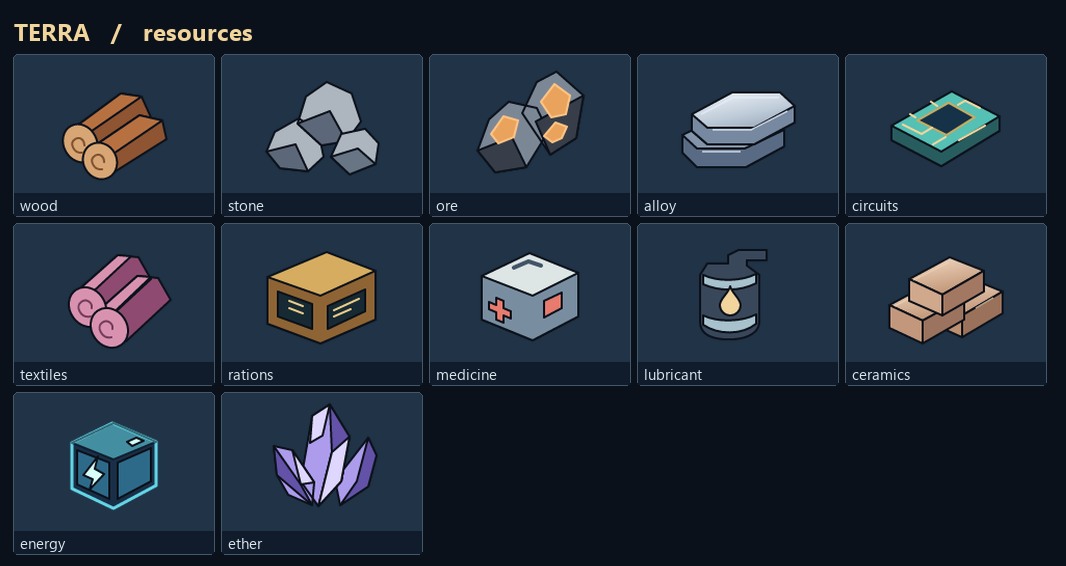 TERRA / resources
wood
stone
ore
alloy
circuits
textiles
rations
medicine
lubricant
ceramics
energy
ether